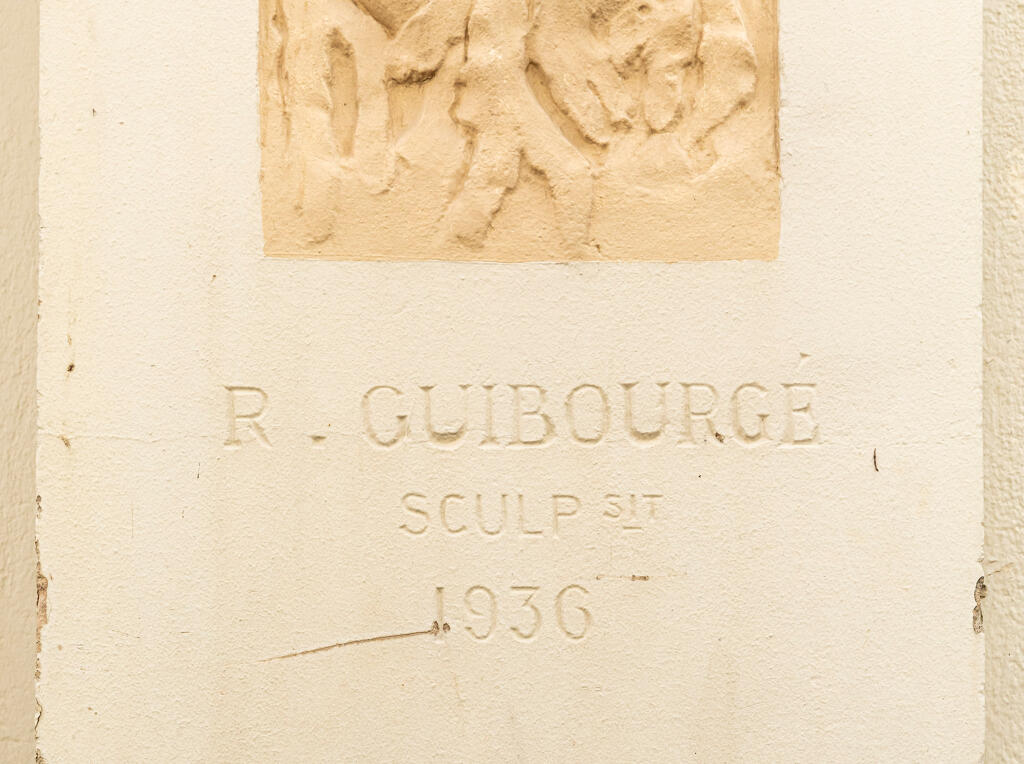 R. GUIBOURGÉ
SCULP SIT
1936